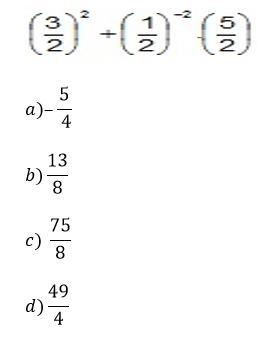 (3/2)² + (1/2)⁻² . (5/2)
a) – 5/4
b) 13/8
c) 75/8
d) 49/4